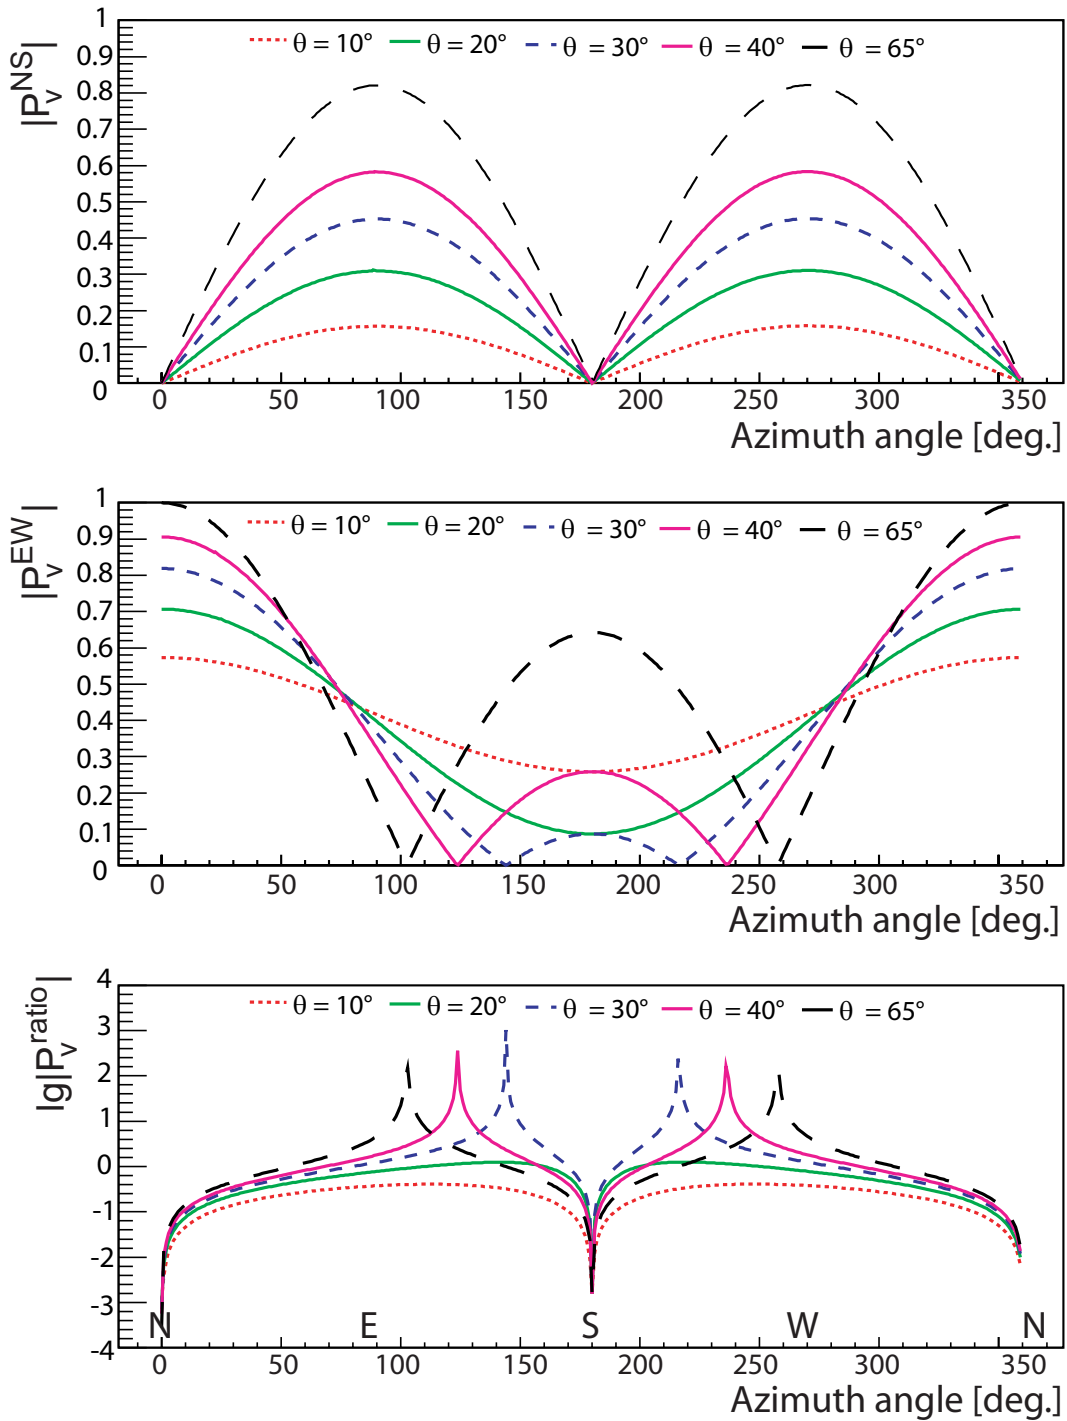 |P_v^NS|
1
0.9
0.8
0.7
0.6
0.5
0.4
0.3
0.2
0.1
0
θ = 10° θ = 20° θ = 30° θ = 40° θ = 65°
0 50 100 150 200 250 300 350
Azimuth angle [deg.]
|P_v^EW|
1
0.9
0.8
0.7
0.6
0.5
0.4
0.3
0.2
0.1
0
θ = 10° θ = 20° θ = 30° θ = 40° θ = 65°
0 50 100 150 200 250 300 350
Azimuth angle [deg.]
lg|P_v^ratio|
4
3
2
1
0
-1
-2
-3
-4
θ = 10° θ = 20° θ = 30° θ = 40° θ = 65°
N E S W N
0 50 100 150 200 250 300 350
Azimuth angle [deg.]